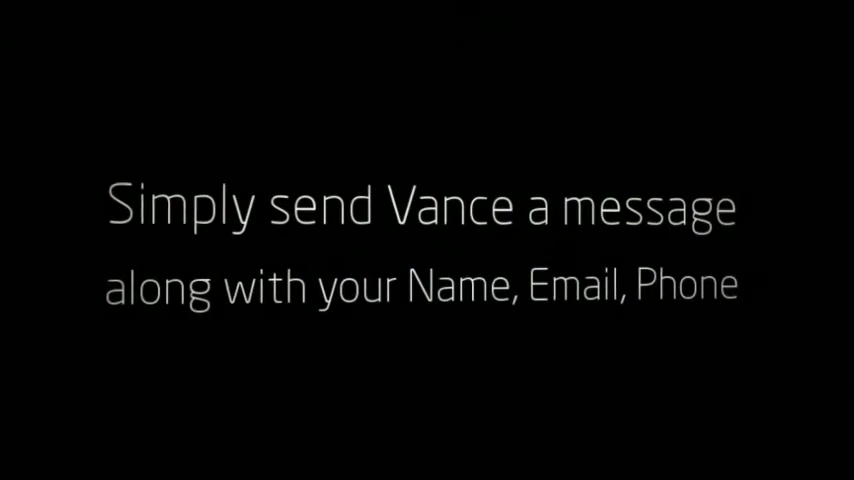 Simply send Vance a message
along with your Name, Email, Phone